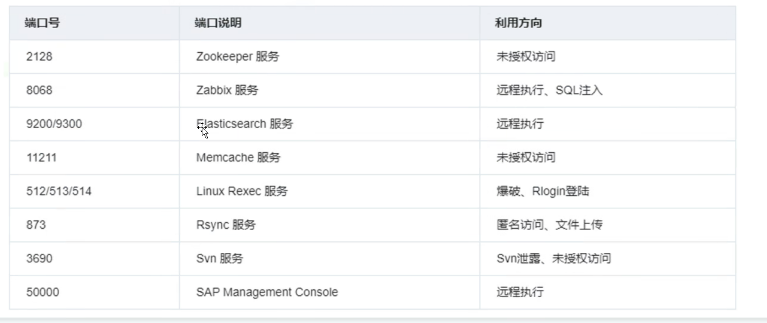 端口号 端口说明 利用方向
2128 Zookeeper 服务 未授权访问
8068 Zabbix 服务 远程执行、SQL注入
9200/9300 Elasticsearch 服务 远程执行
11211 Memcache 服务 未授权访问
512/513/514 Linux Rexec 服务 爆破、Rlogin登陆
873 Rsync 服务 匿名访问、文件上传
3690 Svn 服务 Svn泄露、未授权访问
50000 SAP Management Console 远程执行